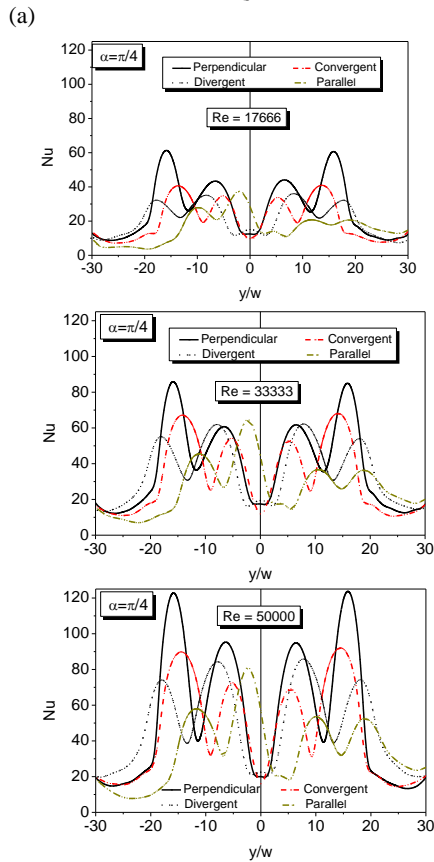 (a)
α=π/4
Perpendicular Convergent
Divergent Parallel
Re = 17666
Nu
120
100
80
60
40
20
0
-30 -20 -10 0 10 20 30
y/w
α=π/4
Perpendicular Convergent
Divergent Parallel
Re = 33333
Nu
120
100
80
60
40
20
0
-30 -20 -10 0 10 20 30
y/w
α=π/4
Re = 50000
Nu
120
100
80
60
40
20
0
Perpendicular Convergent
Divergent Parallel
-30 -20 -10 0 10 20 30
y/w